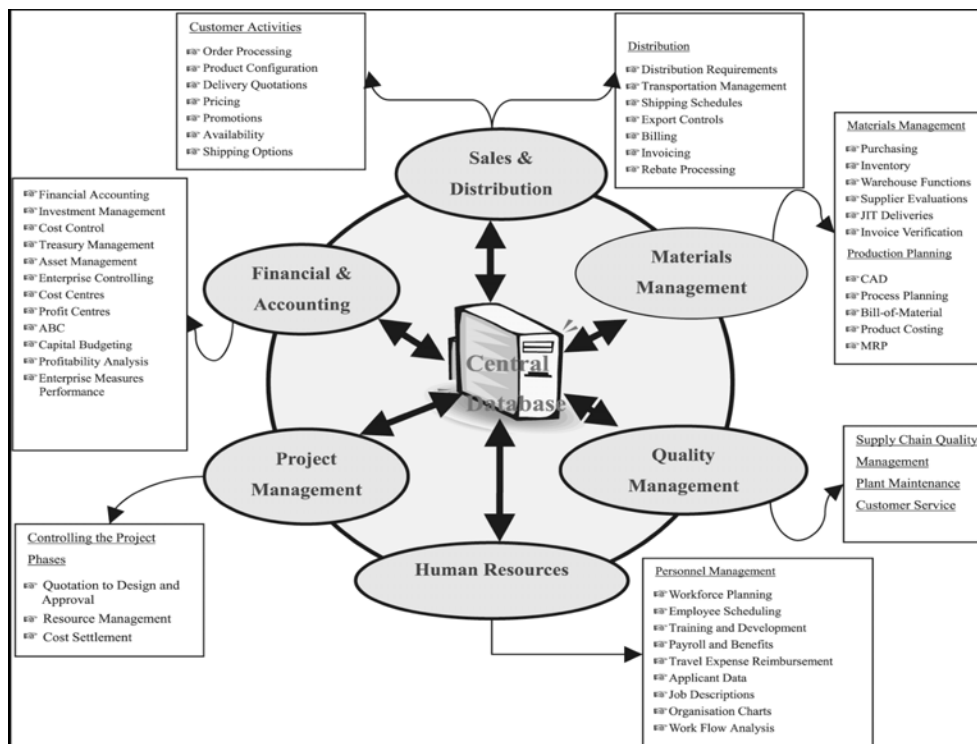 Customer Activities
Order Processing
Product Configuration
Delivery Quotations
Pricing
Promotions
Availability
Shipping Options
Distribution
Distribution Requirements
Transportation Management
Shipping Schedules
Export Controls
Billing
Invoicing
Rebate Processing
Materials Management
Purchasing
Inventory
Warehouse Functions
Supplier Evaluations
JIT Deliveries
Invoice Verification
Production Planning
CAD
Process Planning
Bill-of-Material
Product Costing
MRP
Sales &
Distribution
Financial Accounting
Investment Management
Cost Control
Treasury Management
Asset Management
Enterprise Controlling
Cost Centres
Profit Centres
ABC
Capital Budgeting
Profitability Analysis
Enterprise Measures
Performance
Financial &
Accounting
Materials
Management
Central
Database
Project
Management
Quality
Management
Supply Chain Quality
Management
Plant Maintenance
Customer Service
Controlling the Project
Phases
Quotation to Design and
Approval
Resource Management
Cost Settlement
Human Resources
Personnel Management
Workforce Planning
Employee Scheduling
Training and Development
Payroll and Benefits
Travel Expense Reimbursement
Applicant Data
Job Descriptions
Organisation Charts
Work Flow Analysis